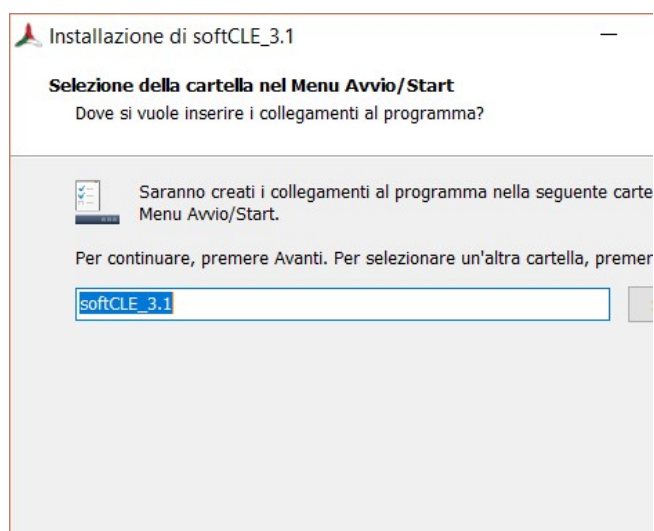 Installazione di softCLE_3.1
Selezione della cartella nel Menu Avvio/Start
Dove si vuole inserire i collegamenti al programma?
Saranno creati i collegamenti al programma nella seguente
Menu Avvio/Start.
Per continuare, premere Avanti. Per selezionare un'altra cartella,
softCLE_3.1